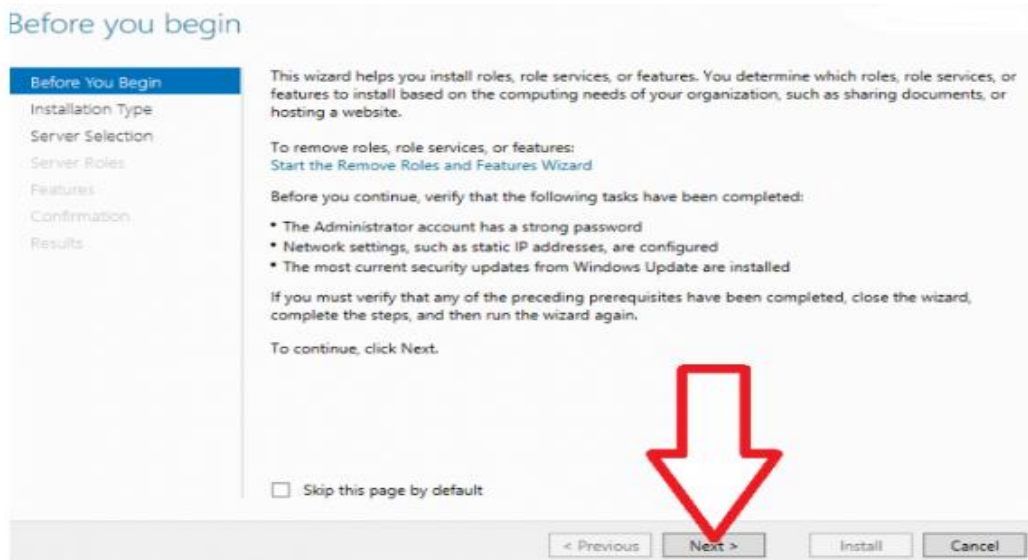 Before you begin
Before You Begin
Installation Type
Server Selection
Server Roles
Features
Confirmation
Results
This wizard helps you install roles, role services, or features. You determine which roles, role services, or
features to install based on the computing needs of your organization, such as sharing documents, or
hosting a website.
To remove roles, role services, or features:
Start the Remove Roles and Features Wizard
Before you continue, verify that the following tasks have been completed:
• The Administrator account has a strong password
• Network settings, such as static IP addresses, are configured
• The most current security updates from Windows Update are installed
If you must verify that any of the preceding prerequisites have been completed, close the wizard,
complete the steps, and then run the wizard again.
To continue, click Next.
Skip this page by default
< Previous Next > Install Cancel